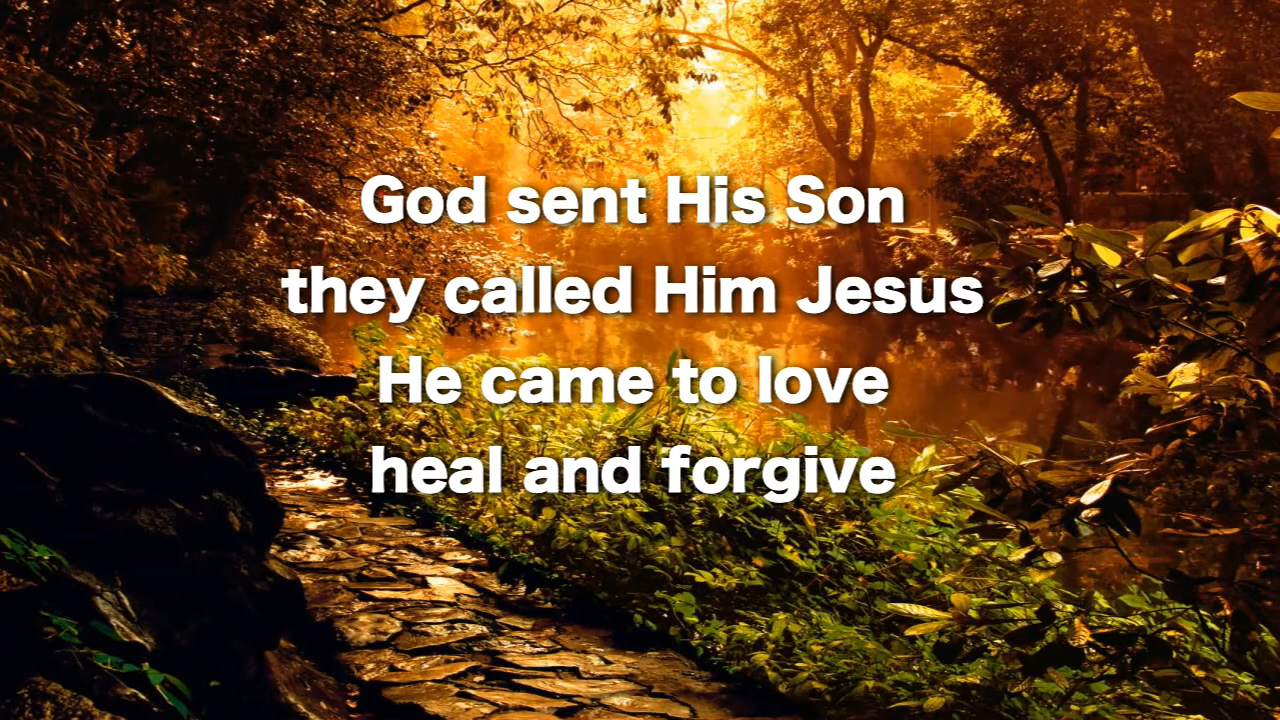 God sent His Son
they called Him Jesus
He came to love
heal and forgive